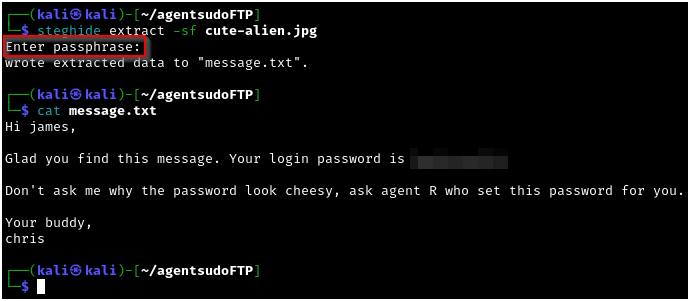 ┌──(kali㉿kali)-[~/agentsudoFTP]
└─$ steghide extract -sf cute-alien.jpg
Enter passphrase:
wrote extracted data to "message.txt".
┌──(kali㉿kali)-[~/agentsudoFTP]
└─$ cat message.txt
Hi james,
Glad you find this message. Your login password is
Don't ask me why the password look cheesy, ask agent R who set this password for you.
Your buddy,
chris
┌──(kali㉿kali)-[~/agentsudoFTP]
└─$